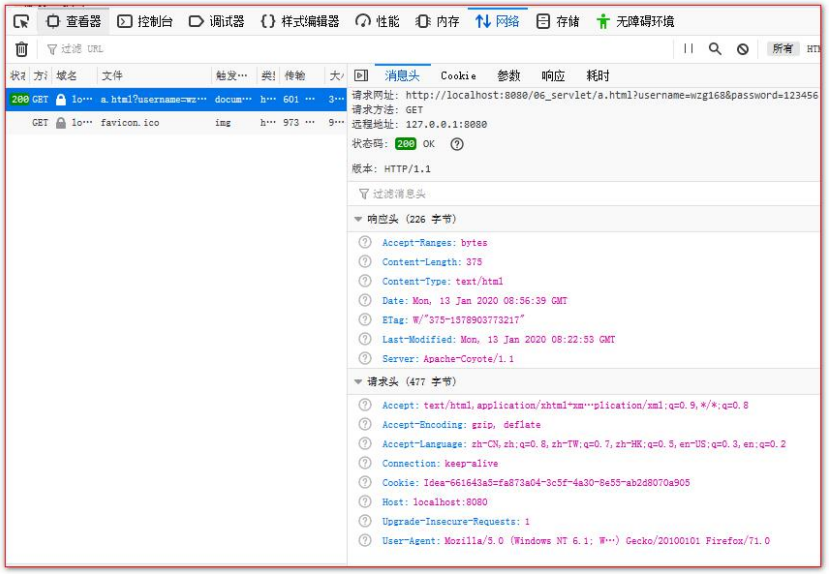 查看器 控制台 调试器 {} 样式编辑器 性能 内存 网络 存储 无障碍环境
过滤 URL 所有 HTM
状态 方 域名 文件 触发… 类 传输 大小
消息头 Cookie 参数 响应 耗时
200 GET lo… a.html?username=wz… docum… h… 601 … 3…
GET lo… favicon.ico img h… 973 … 9…
请求网址: http://localhost:8080/06_servlet/a.html?username=wzg168&password=123456
请求方法: GET
远程地址: 127.0.0.1:8080
状态码: 200 OK
版本: HTTP/1.1
过滤消息头
响应头 (226 字节)
Accept-Ranges: bytes
Content-Length: 375
Content-Type: text/html
Date: Mon, 13 Jan 2020 08:56:39 GMT
ETag: W/"375-1578903773217"
Last-Modified: Mon, 13 Jan 2020 08:22:53 GMT
Server: Apache-Coyote/1.1
请求头 (477 字节)
Accept: text/html,application/xhtml+xm…plication/xml;q=0.9,*/*;q=0.8
Accept-Encoding: gzip, deflate
Accept-Language: zh-CN,zh;q=0.8,zh-TW;q=0.7,zh-HK;q=0.5,en-US;q=0.3,en;q=0.2
Connection: keep-alive
Cookie: Idea-661643a5=fa873a04-3c5f-4a30-8e55-ab2d8070a905
Host: localhost:8080
Upgrade-Insecure-Requests: 1
User-Agent: Mozilla/5.0 (Windows NT 6.1; W…) Gecko/20100101 Firefox/71.0